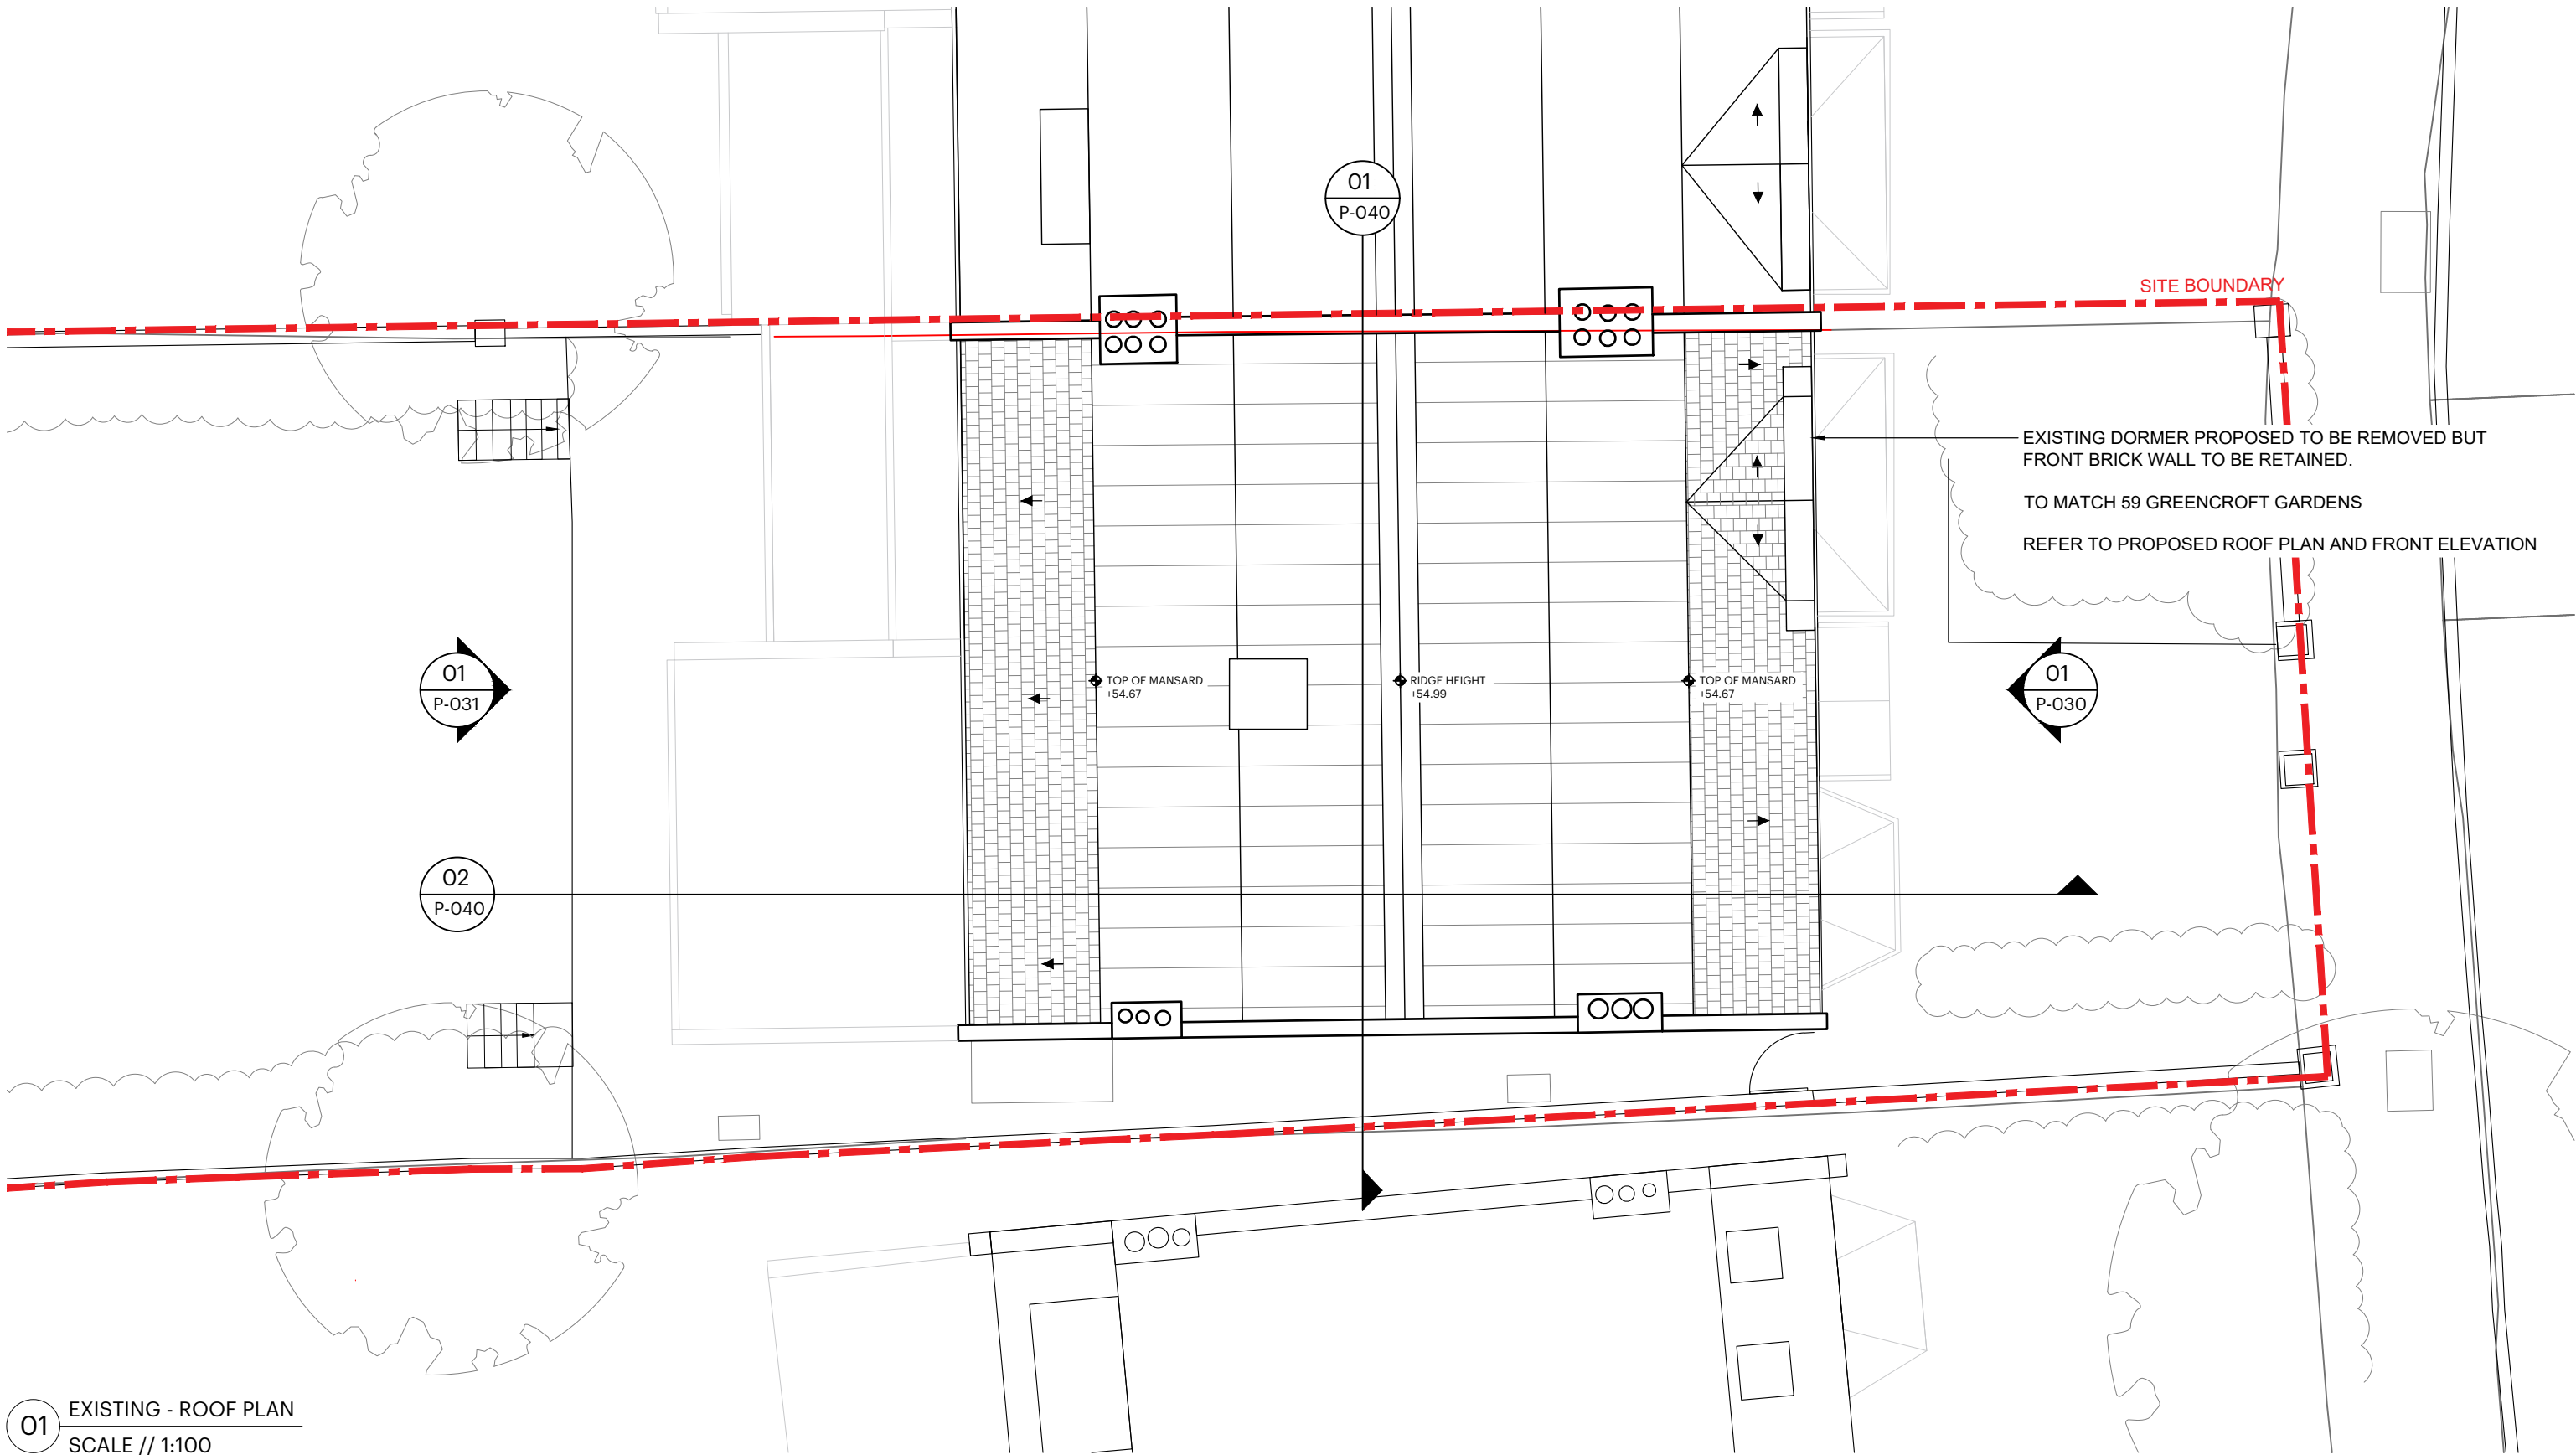 01
P-040
SITE BOUNDARY
EXISTING DORMER PROPOSED TO BE REMOVED BUT
FRONT BRICK WALL TO BE RETAINED.
TO MATCH 59 GREENCROFT GARDENS
REFER TO PROPOSED ROOF PLAN AND FRONT ELEVATION
01
P-031
TOP OF MANSARD
+54.67
RIDGE HEIGHT
+54.99
TOP OF MANSARD
+54.67
01
P-030
02
P-040
01
EXISTING - ROOF PLAN
SCALE // 1:100